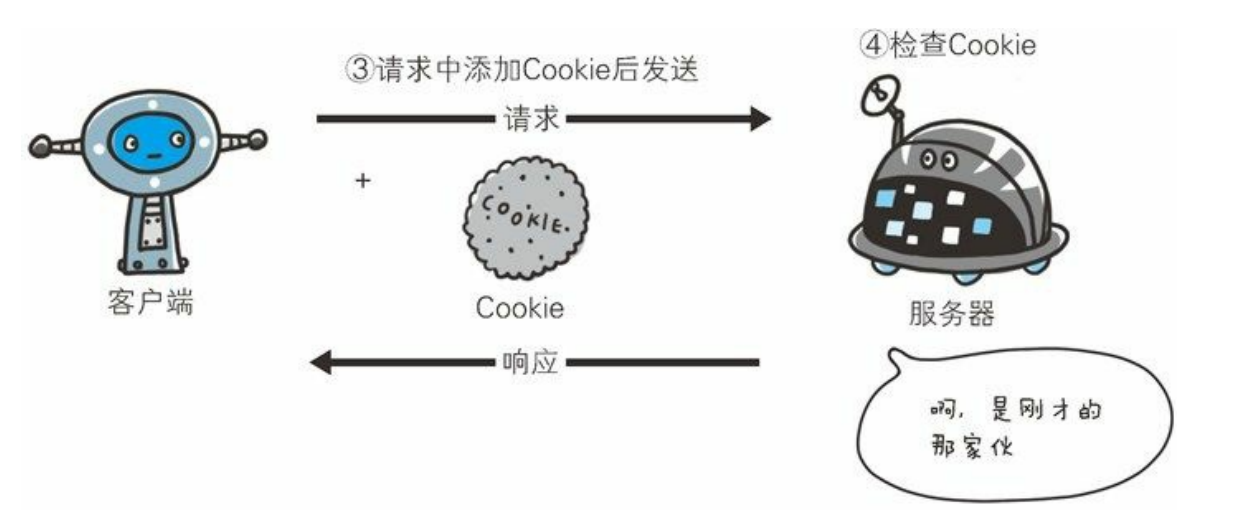 ④检查Cookie
③请求中添加Cookie后发送
请求
+
COOKIE.
客户端
Cookie
服务器
响应
啊，是刚才的
那家伙